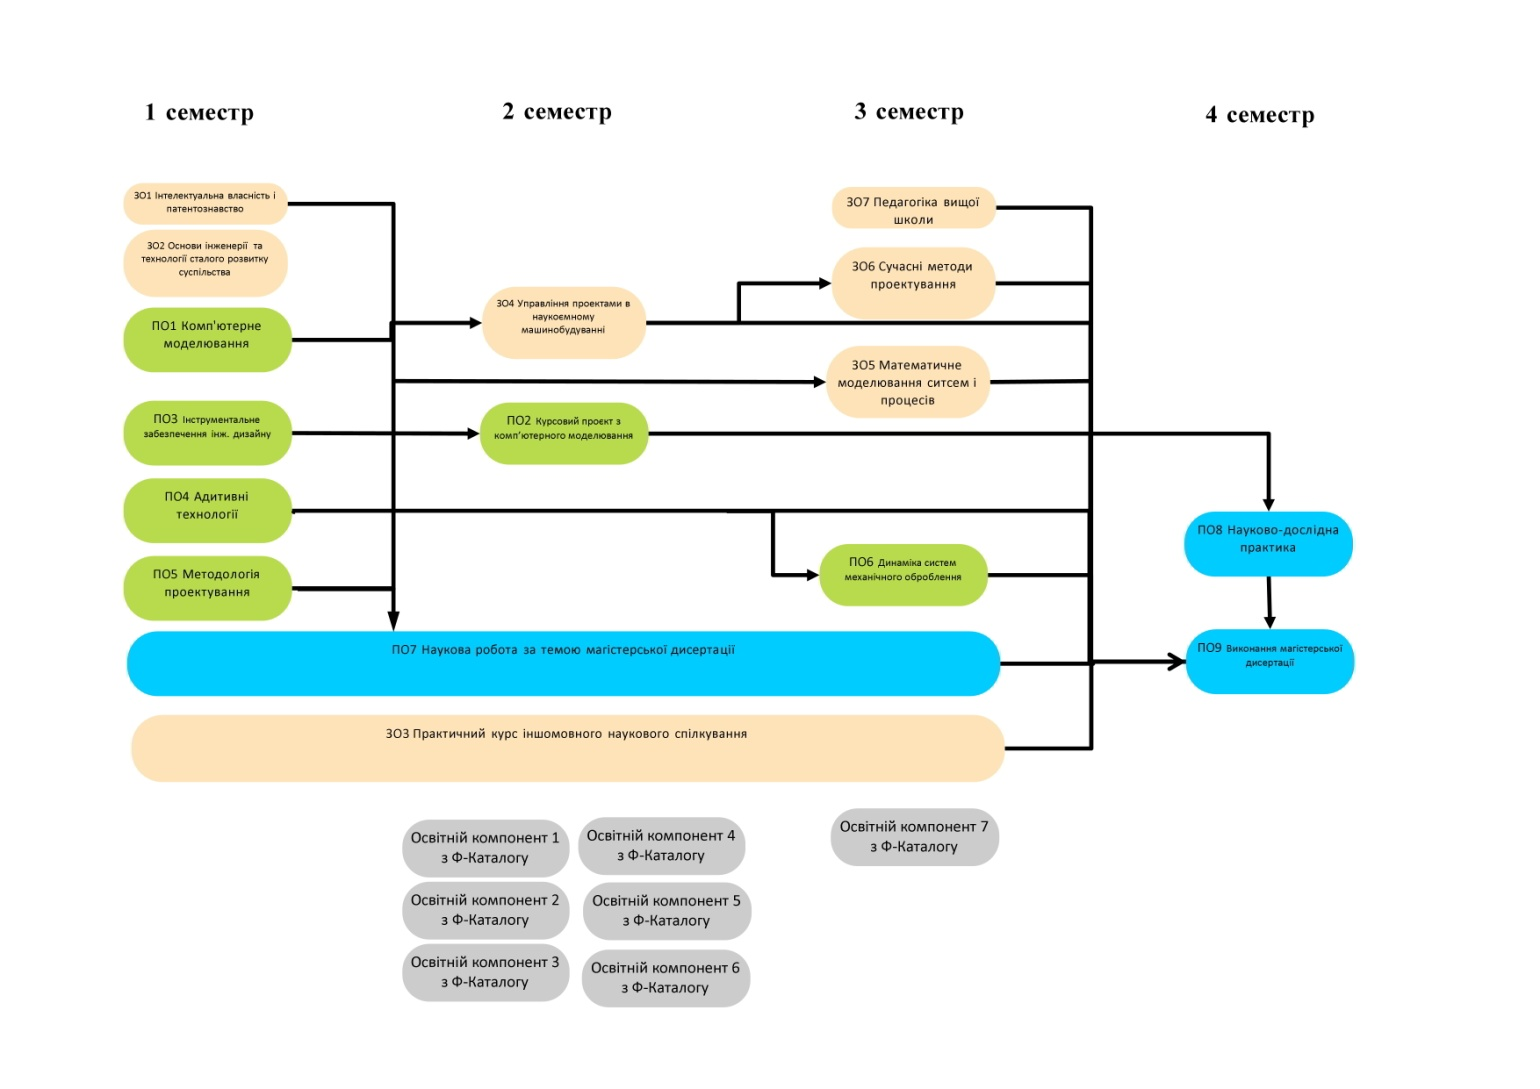 1 семестр
2 семестр
3 семестр
4 семестр
ЗО1 Інтелектуальна власність і
патентознавство
ЗО2 Основи інженерії та
технології сталого розвитку
суспільства
ПО1 Комп'ютерне
моделювання
ПО3 Інструментальне
забезпечення інж. дизайну
ПО4 Адитивні
технології
ПО5 Методологія
проектування
ЗО4 Управління проектами в
наукоємному
машинобудуванні
ПО2 Курсовий проєкт з
комп'ютерного моделювання
ЗО7 Педагогіка вищої
школи
ЗО6 Сучасні методи
проектування
ЗО5 Математичне
моделювання ситсем і
процесів
ПО6 Динаміка систем
механічного оброблення
ПО8 Науково-дослідна
практика
ПО9 Виконання магістерської
дисертації
ПО7 Наукова робота за темою магістерської дисертації
ЗО3 Практичний курс іншомовного наукового спілкування
Освітній компонент 1
з Ф-Каталогу
Освітній компонент 2
з Ф-Каталогу
Освітній компонент 3
з Ф-Каталогу
Освітній компонент 4
з Ф-Каталогу
Освітній компонент 5
з Ф-Каталогу
Освітній компонент 6
з Ф-Каталогу
Освітній компонент 7
з Ф-Каталогу